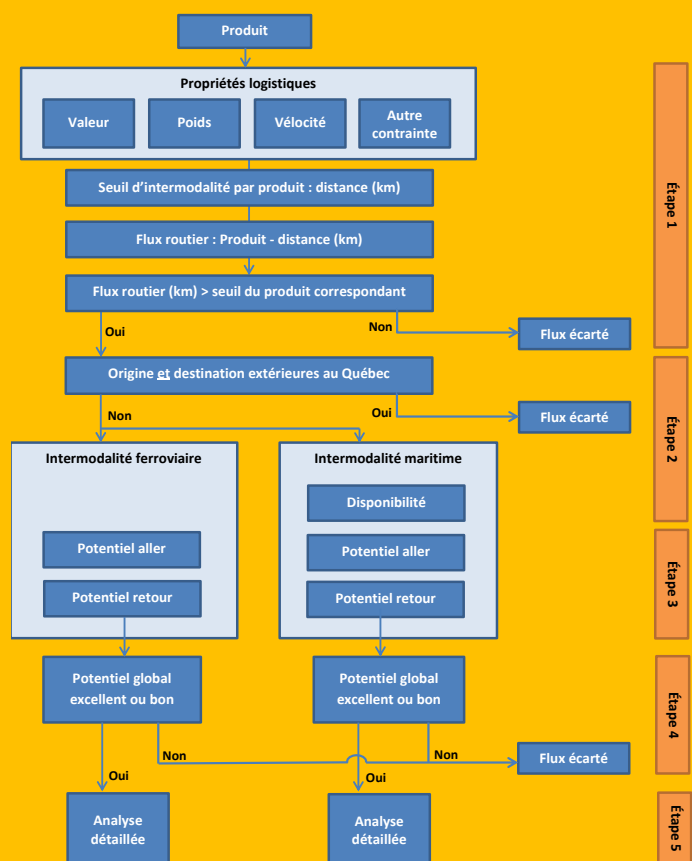 Produit
Propriétés logistiques
Valeur
Poids
Vélocité
Autre
contrainte
Seuil d'intermodalité par produit : distance (km)
Flux routier : Produit - distance (km)
Flux routier (km) > seuil du produit correspondant
Oui
Non
Flux écarté
Étape 1
Origine et destination extérieures au Québec
Non
Oui
Flux écarté
Étape 2
Intermodalité ferroviaire
Intermodalité maritime
Disponibilité
Potentiel aller
Potentiel aller
Potentiel retour
Potentiel retour
Étape 3
Potentiel global
excellent ou bon
Potentiel global
excellent ou bon
Étape 4
Non
Non
Flux écarté
Oui
Oui
Analyse
détaillée
Analyse
détaillée
Étape 5